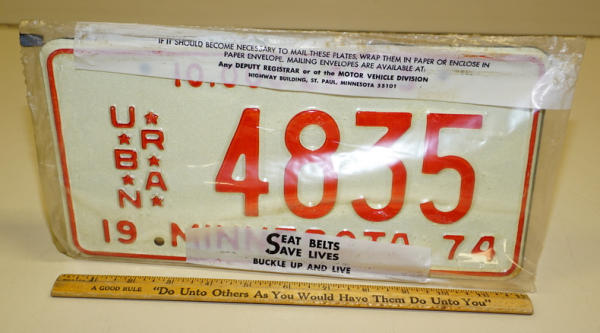 IF IT SHOULD BECOME NECESSARY TO MAIL THESE PLATES, WRAP THEM IN PAPER OR ENCLOSE IN
PAPER ENVELOPE. MAILING ENVELOPES ARE AVAILABLE AT:
Any DEPUTY REGISTRAR or at the MOTOR VEHICLE DIVISION
HIGHWAY BUILDING, ST. PAUL, MINNESOTA 55101
10,00
U★R★B★A★N★
4835
19 MINNESOTA 74
SEAT BELTS
SAVE LIVES
BUCKLE UP AND LIVE
A GOOD RULE "Do Unto Others As You Would Have Them Do Unto You"